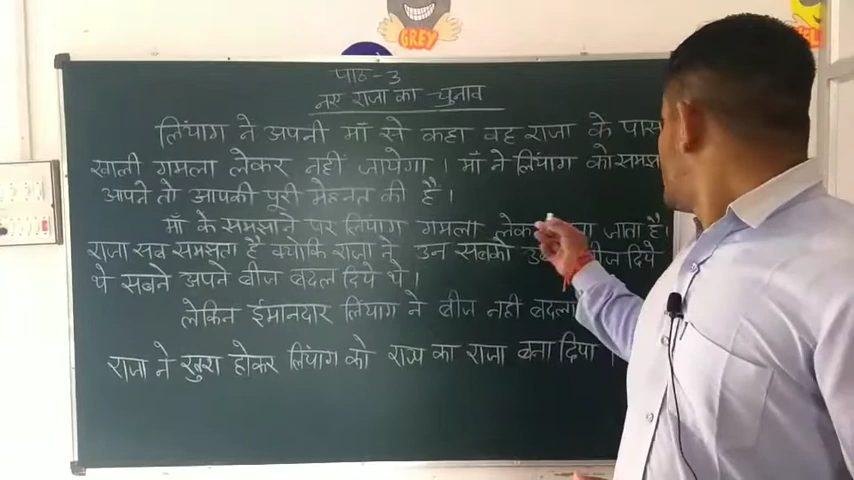 GREY
पाठ-3
नए राजा का चुनाव
लिंयाग ने अपनी माँ से कहा वह राजा के पास
खाली गमला लेकर नहीं जायेगा । माँ ने लिंयाग को समझ
आपने तो आपकी पूरी मेहनत की है ।
माँ के समझाने पर लिंयाग गमला लेक जाता है ।
राजा सब समझता है क्योंकि राजा ने उन सबको दिये
थे सबने अपने बीज बदल दिये थे ।
लेकिन ईमानदार लियाग ने बीज नही बदला
राजा ने खुश होकर लिंयाग को राज्य का राजा बना दिया ।